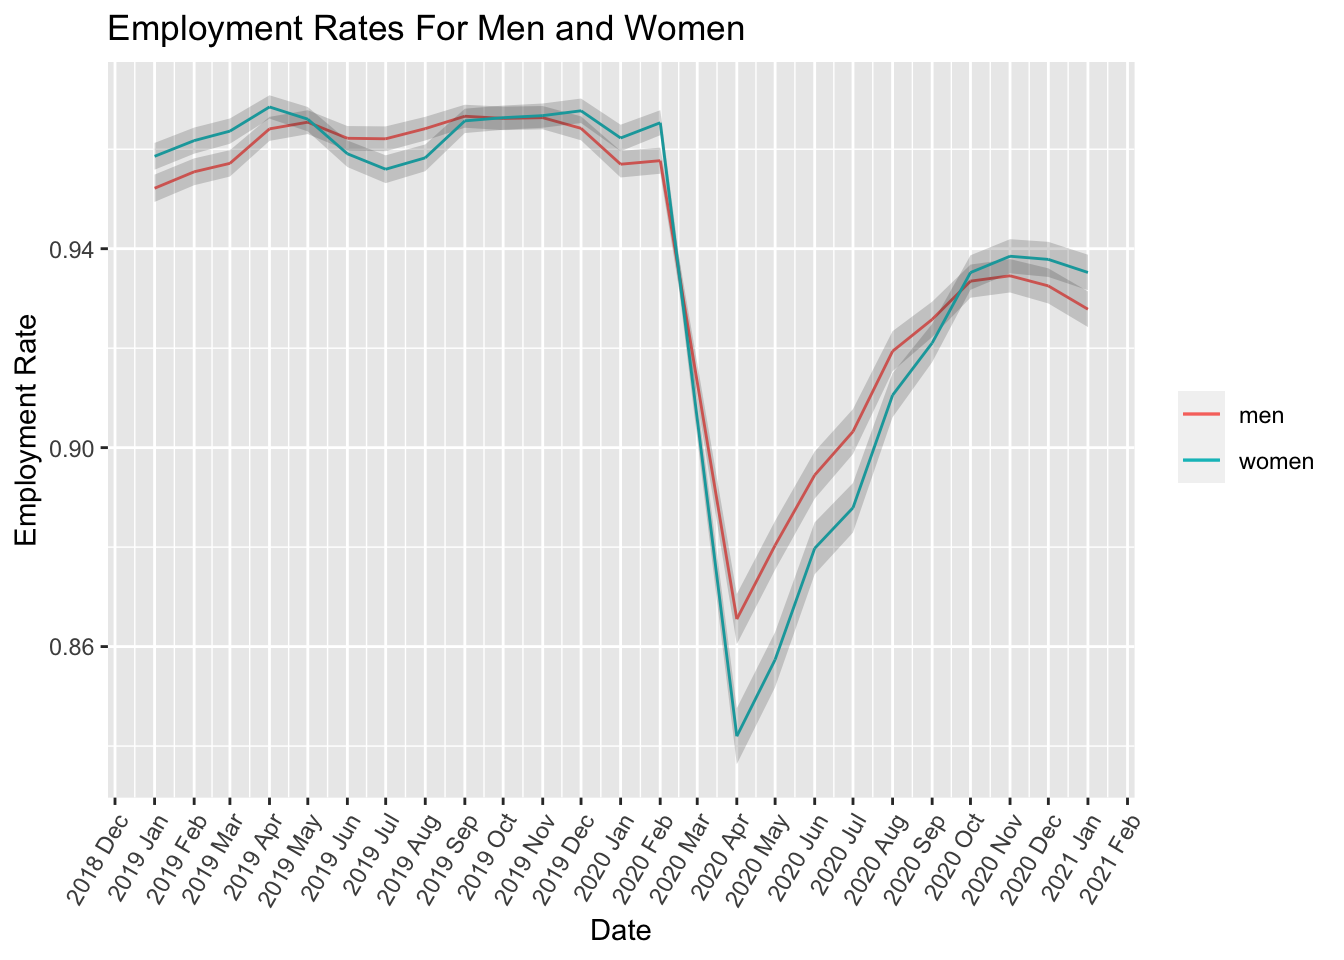 Employment Rates For Men and Women
Employment Rate
0.94
0.90
0.86
2018 Dec
2019 Jan
2019 Feb
2019 Mar
2019 Apr
2019 May
2019 Jun
2019 Jul
2019 Aug
2019 Sep
2019 Oct
2019 Nov
2019 Dec
2020 Jan
2020 Feb
2020 Mar
2020 Apr
2020 May
2020 Jun
2020 Jul
2020 Aug
2020 Sep
2020 Oct
2020 Nov
2020 Dec
2021 Jan
2021 Feb
Date
men
women